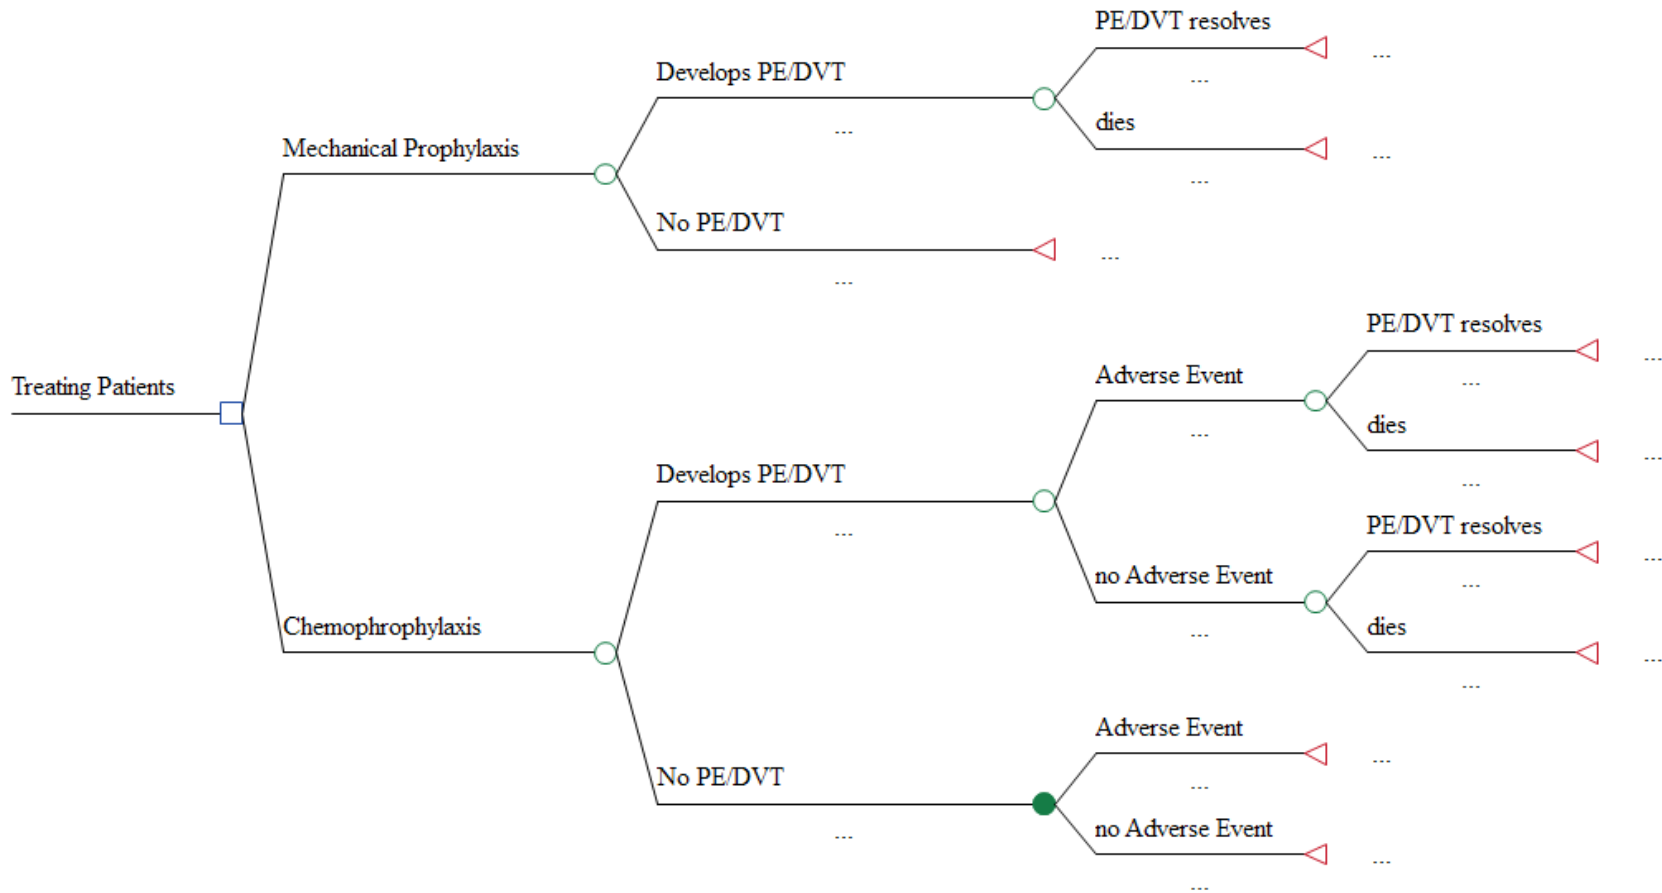 PE/DVT resolves
...
...
Develops PE/DVT
...
dies
...
...
Mechanical Prophylaxis
No PE/DVT
...
...
PE/DVT resolves
...
...
Adverse Event
...
dies
...
...
Treating Patients
Develops PE/DVT
...
PE/DVT resolves
...
...
no Adverse Event
...
dies
...
...
Chemophrophylaxis
Adverse Event
...
...
No PE/DVT
...
no Adverse Event
...
...